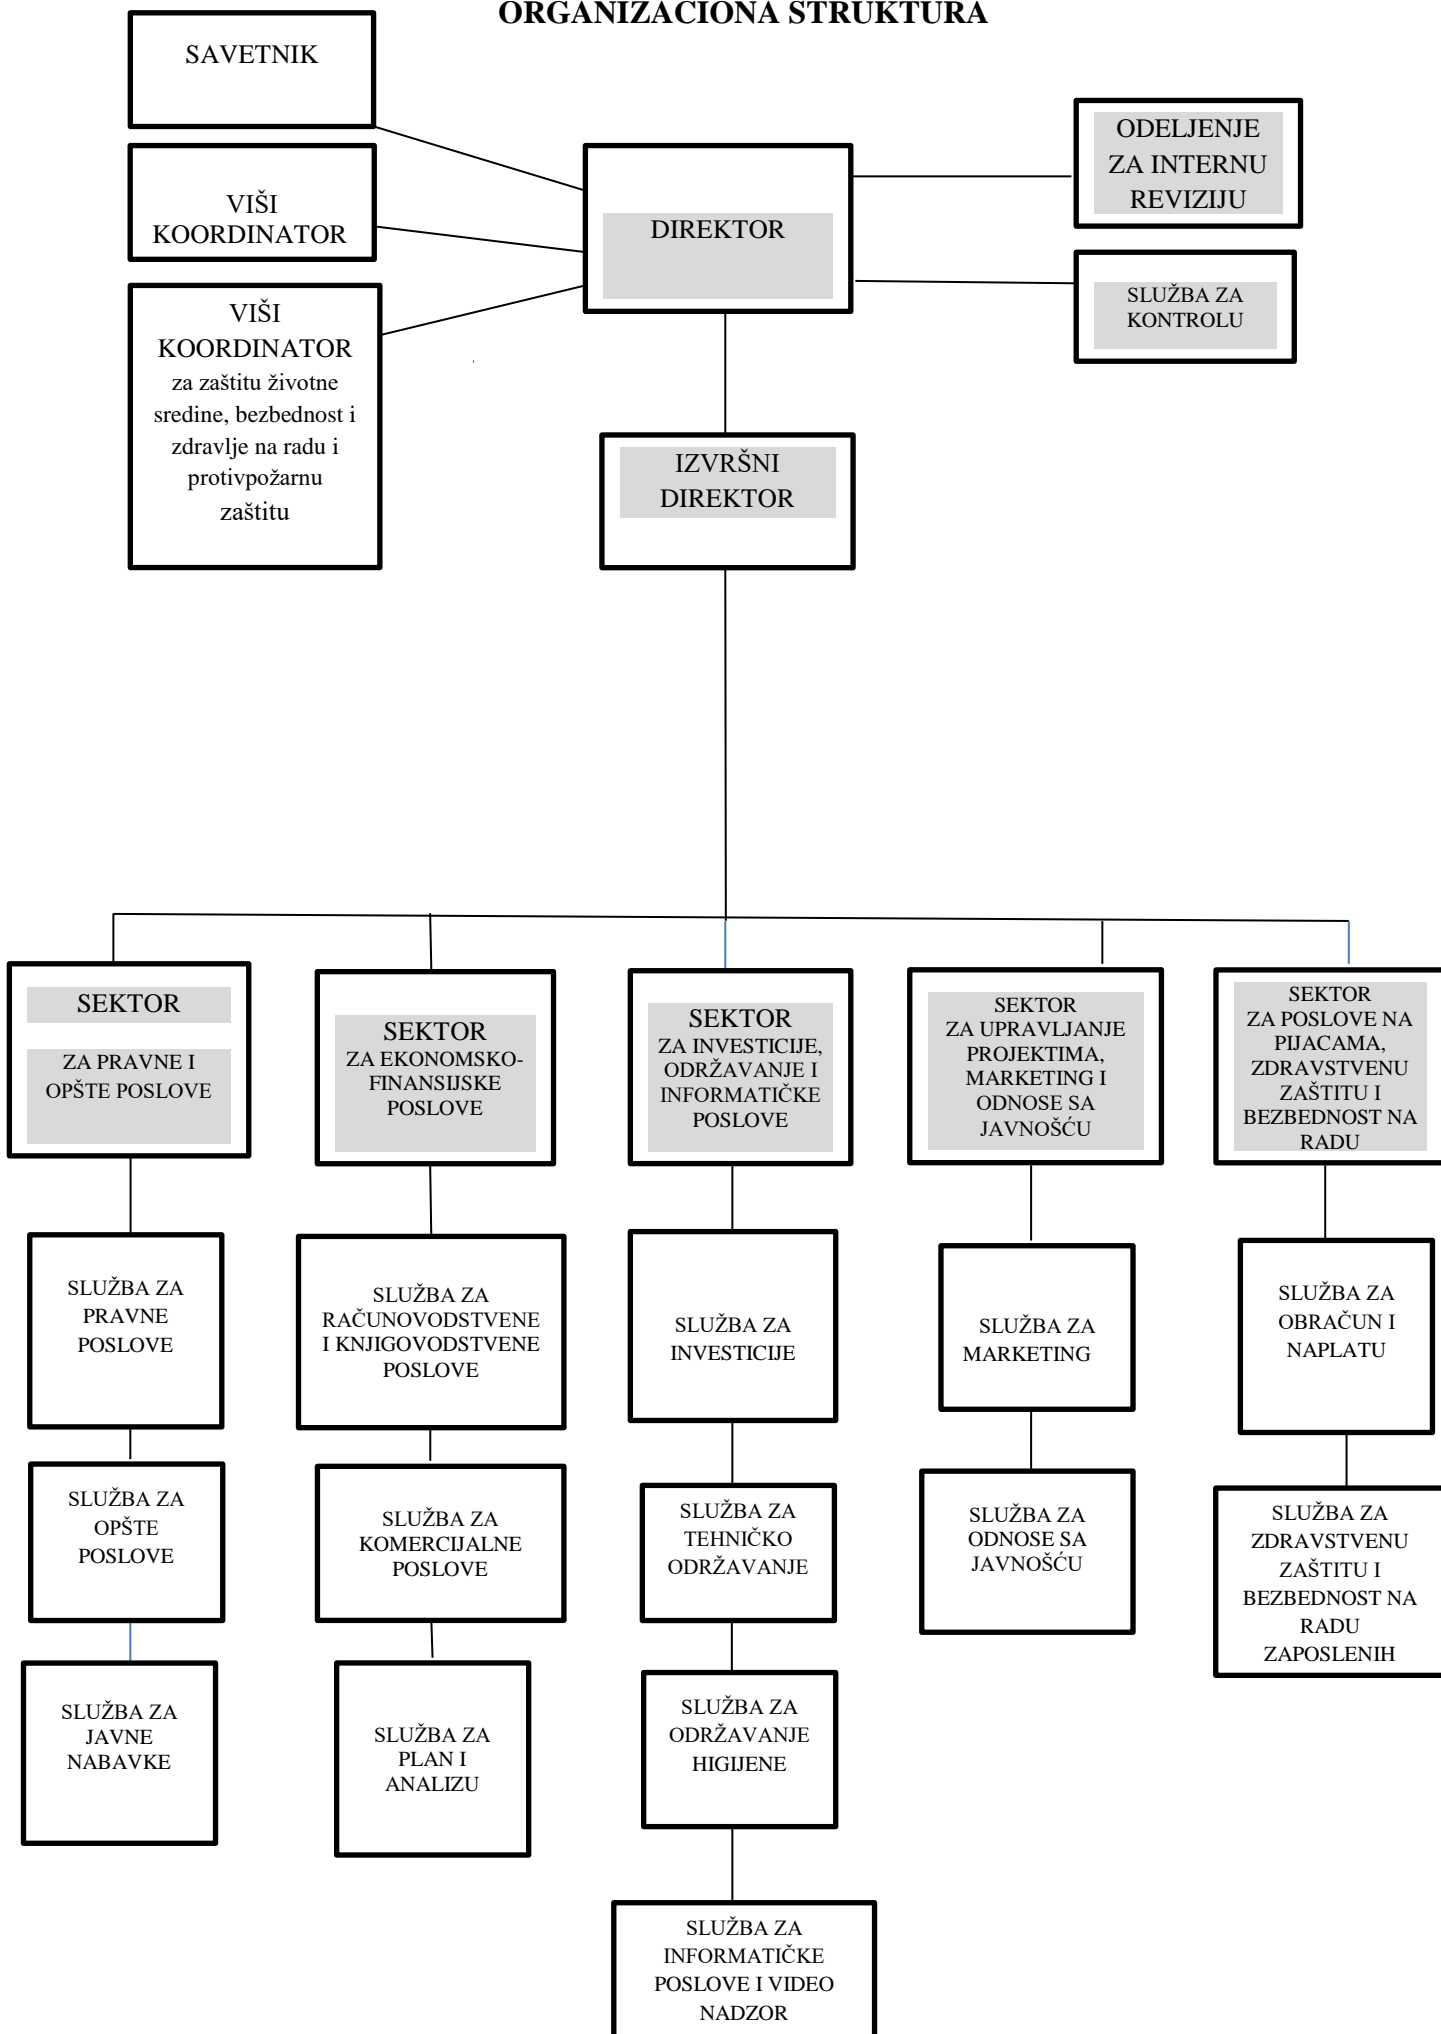 ORGANIZACIONA STRUKTURA
SAVETNIK
VIŠI
KOORDINATOR
VIŠI
KOORDINATOR
za zaštitu životne
sredine, bezbednost i
zdravlje na radu i
protivpožarnu
zaštitu
DIREKTOR
ODELJENJE
ZA INTERNU
REVIZIJU
SLUŽBA ZA
KONTROLU
IZVRŠNI
DIREKTOR
SEKTOR
ZA PRAVNE I
OPŠTE POSLOVE
SEKTOR
ZA EKONOMSKO-
FINANSIJSKE
POSLOVE
SEKTOR
ZA INVESTICIJE,
ODRŽAVANJE I
INFORMATIČKE
POSLOVE
SEKTOR
ZA UPRAVLJANJE
PROJEKTIMA,
MARKETING I
ODNOSE SA
JAVNOŠĆU
SEKTOR
ZA POSLOVE NA
PIJACAMA,
ZDRAVSTVENU
ZAŠTITU I
BEZBEDNOST NA
RADU
SLUŽBA ZA
PRAVNE
POSLOVE
SLUŽBA ZA
RAČUNOVODSTVENE
I KNJIGOVODSTVENE
POSLOVE
SLUŽBA ZA
INVESTICIJE
SLUŽBA ZA
MARKETING
SLUŽBA ZA
OBRAČUN I
NAPLATU
SLUŽBA ZA
OPŠTE
POSLOVE
SLUŽBA ZA
KOMERCIJALNE
POSLOVE
SLUŽBA ZA
TEHNIČKO
ODRŽAVANJE
SLUŽBA ZA
ODNOSE SA
JAVNOŠĆU
SLUŽBA ZA
ZDRAVSTVENU
ZAŠTITU I
BEZBEDNOST NA
RADU
ZAPOSLENIH
SLUŽBA ZA
JAVNE
NABAVKE
SLUŽBA ZA
PLAN I
ANALIZU
SLUŽBA ZA
ODRŽAVANJE
HIGIJENE
SLUŽBA ZA
INFORMATIČKE
POSLOVE I VIDEO
NADZOR